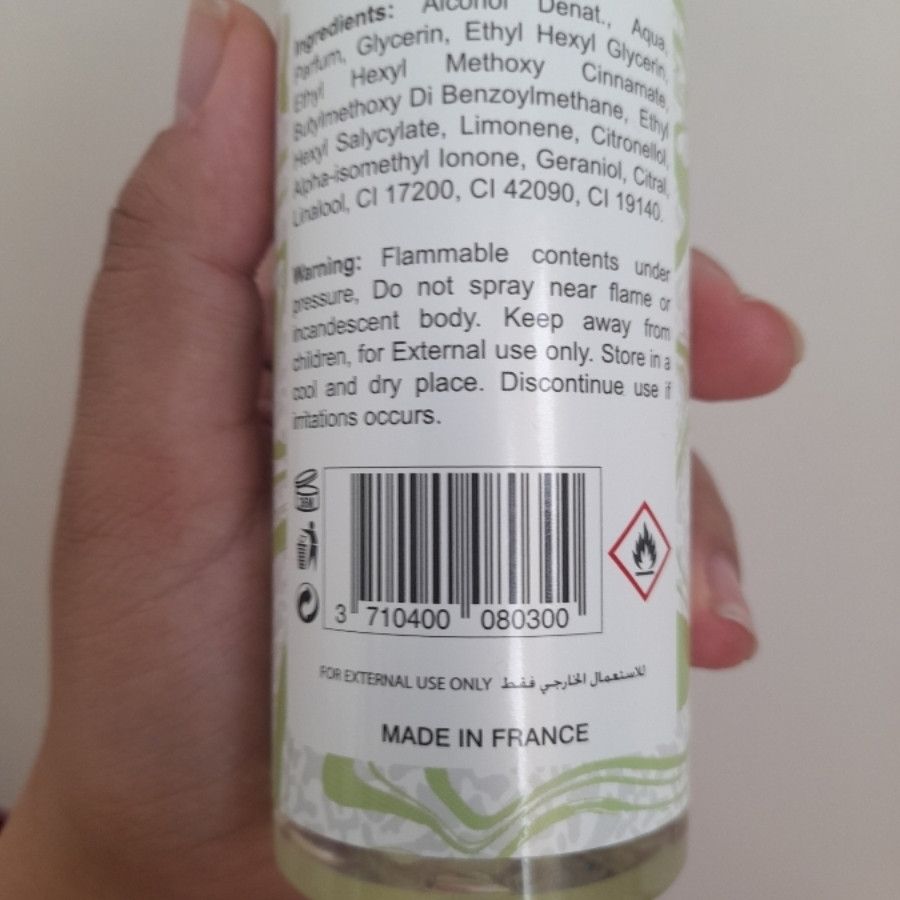 Ingredients: Alcohol Denat., Aqua,
Parfum, Glycerin, Ethyl Hexyl Glycerin,
Ethyl Hexyl Methoxy Cinnamate,
Butylmethoxy Di Benzoylmethane, Ethyl
Hexyl Salycylate, Limonene, Citronellol,
Alpha-isomethyl Ionone, Geraniol, Citral,
Linalool, CI 17200, CI 42090, CI 19140.
Warning: Flammable contents under
pressure, Do not spray near flame or
incandescent body. Keep away from
children, for External use only. Store in a
cool and dry place. Discontinue use if
irritations occurs.
3 710400 080300
FOR EXTERNAL USE ONLY للاستعمال الخارجي فقط
MADE IN FRANCE